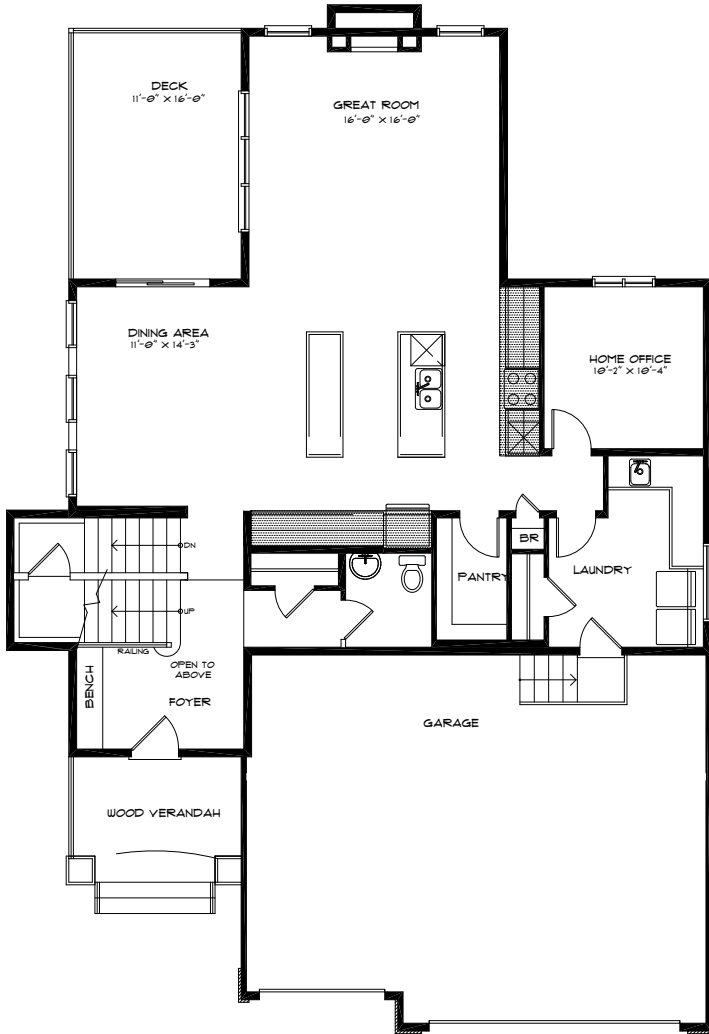 DECK
11'-0" X 16'-0"
GREAT ROOM
16'-0" X 16'-0"
DINING AREA
11'-0" X 14'-3"
HOME OFFICE
10'-2" X 10'-4"
DN
BR
PANTRY
LAUNDRY
UP
RAILING
OPEN TO
ABOVE
BENCH
FOYER
GARAGE
WOOD VERANDAH